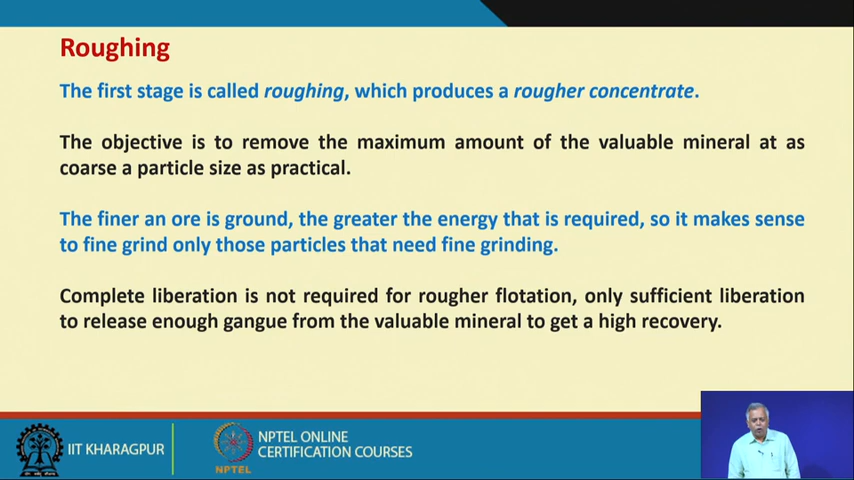 Roughing
The first stage is called roughing, which produces a rougher concentrate.
The objective is to remove the maximum amount of the valuable mineral at as
coarse a particle size as practical.
The finer an ore is ground, the greater the energy that is required, so it makes sense
to fine grind only those particles that need fine grinding.
Complete liberation is not required for rougher flotation, only sufficient liberation
to release enough gangue from the valuable mineral to get a high recovery.
IIT KHARAGPUR
NPTEL
NPTEL ONLINE
CERTIFICATION COURSES